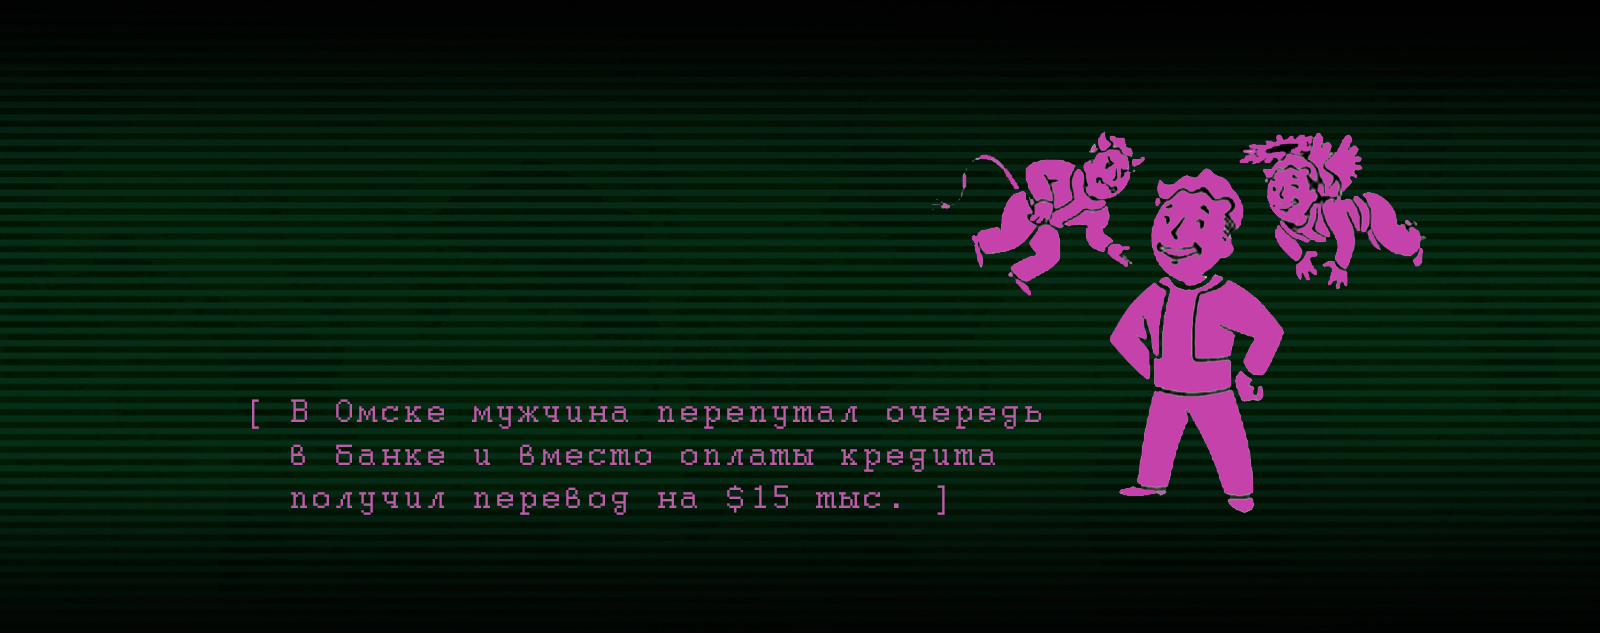 [ В Омске мужчина перепутал очередь
в банке и вместо оплаты кредита
получил перевод на $15 тыс. ]